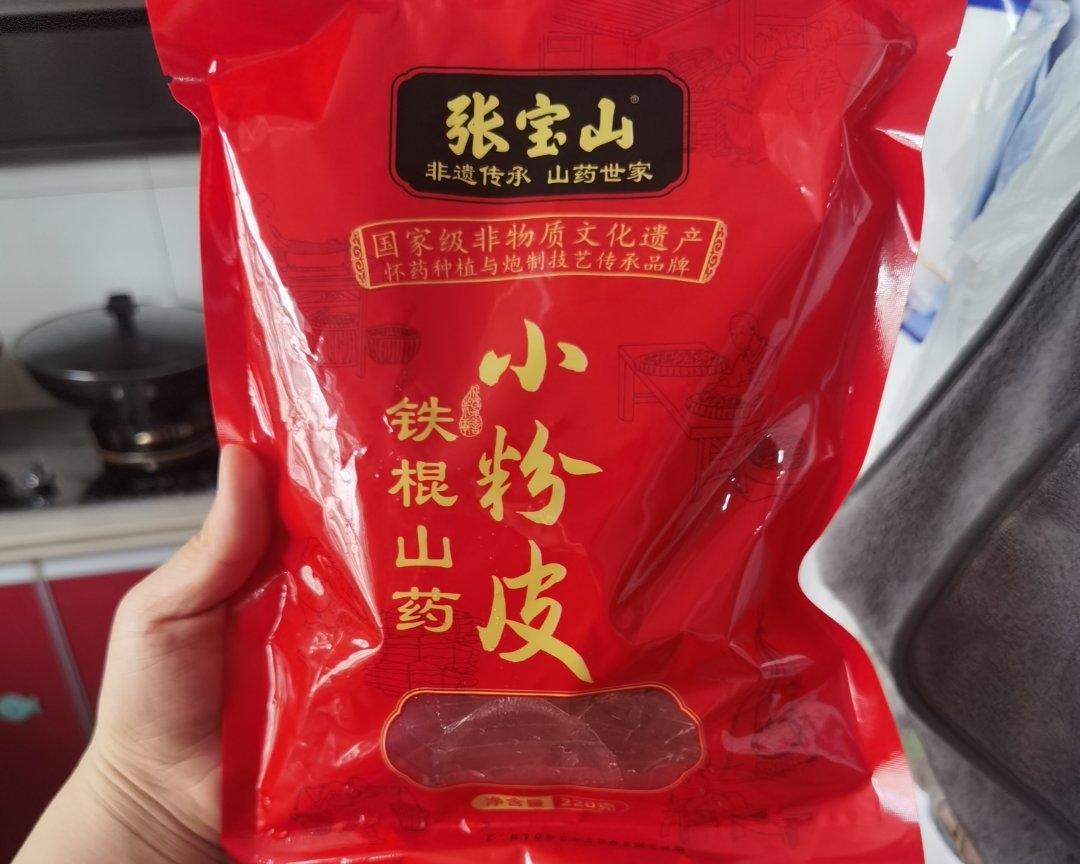 张宝山®
非遗传承 山药世家
国家级非物质文化遗产
怀药种植与炮制技艺传承品牌
小粉皮
铁棍山药
净含量 220克